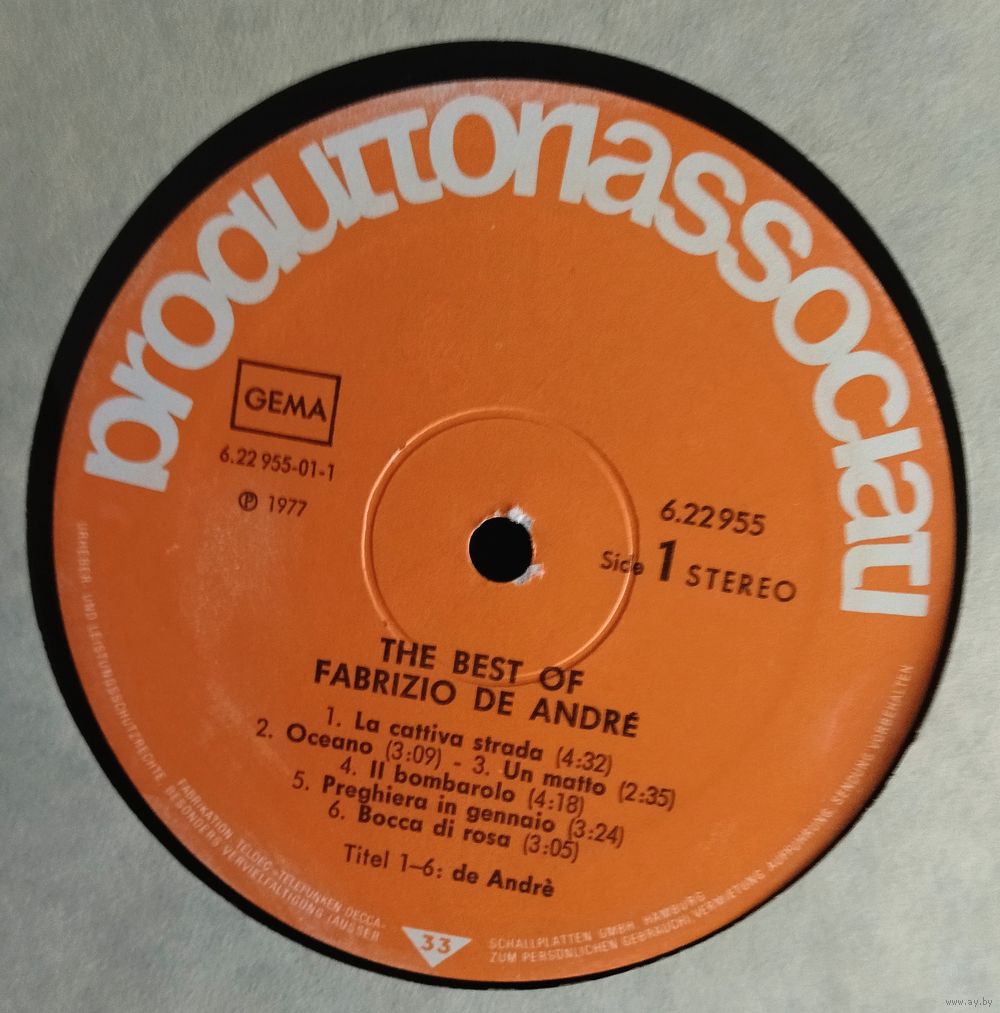 produttoriassociati
GEMA
6.22 955-01-1
℗ 1977
6.22955
Side 1 STEREO
THE BEST OF
FABRIZIO DE ANDRÉ
1. La cattiva strada (4:32)
2. Oceano (3:09) - 3. Un matto (2:35)
4. Il bombarolo (4:18)
5. Preghiera in gennaio (3:24)
6. Bocca di rosa (3:05)
Titel 1–6: de Andrè
URHEBER- UND LEISTUNGSSCHUTZRECHTE
BESONDERS VERVIELFÄLTIGUNG (AUSSER
ZUM PERSÖNLICHEN GEBRAUCH) VERMIETUNG AUFFÜHRUNG, SENDUNG VORBEHALTEN
FABRIKATION TELDEC »TELEFUNKEN DECCA«
SCHALLPLATTEN GMBH HAMBURG
33
www.ay.by